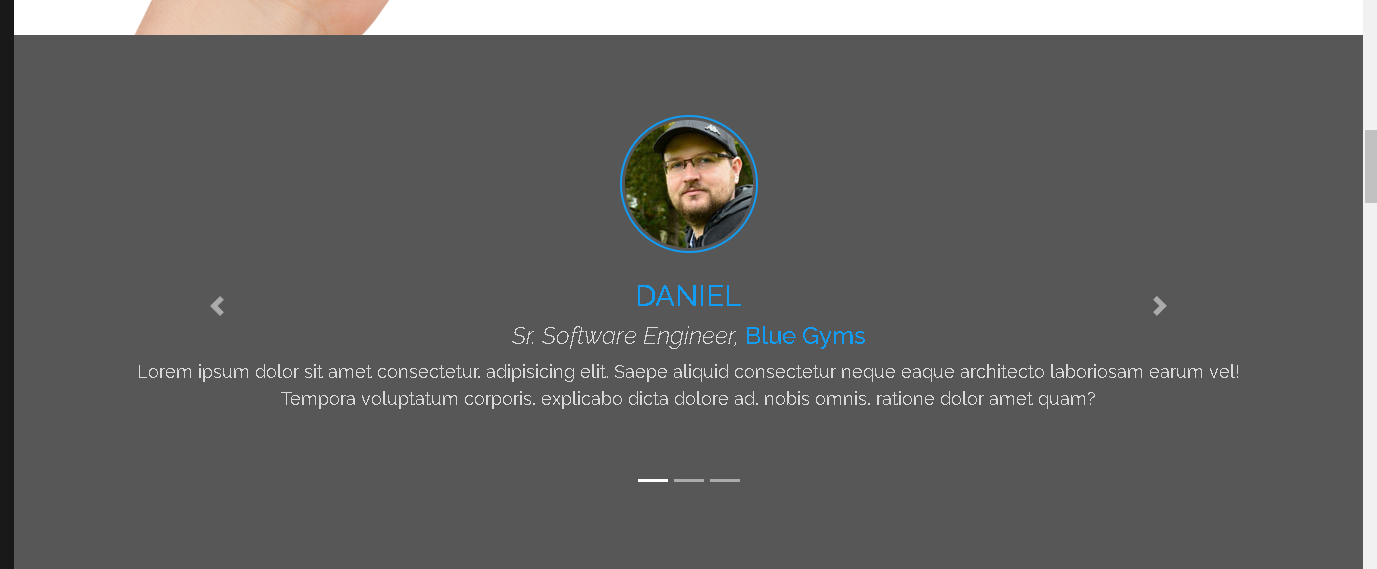 DANIEL
Sr. Software Engineer, Blue Gyms
Lorem ipsum dolor sit amet consectetur, adipisicing elit. Saepe aliquid consectetur neque eaque architecto laboriosam earum vel!
Tempora voluptatum corporis, explicabo dicta dolore ad, nobis omnis, ratione dolor amet quam?